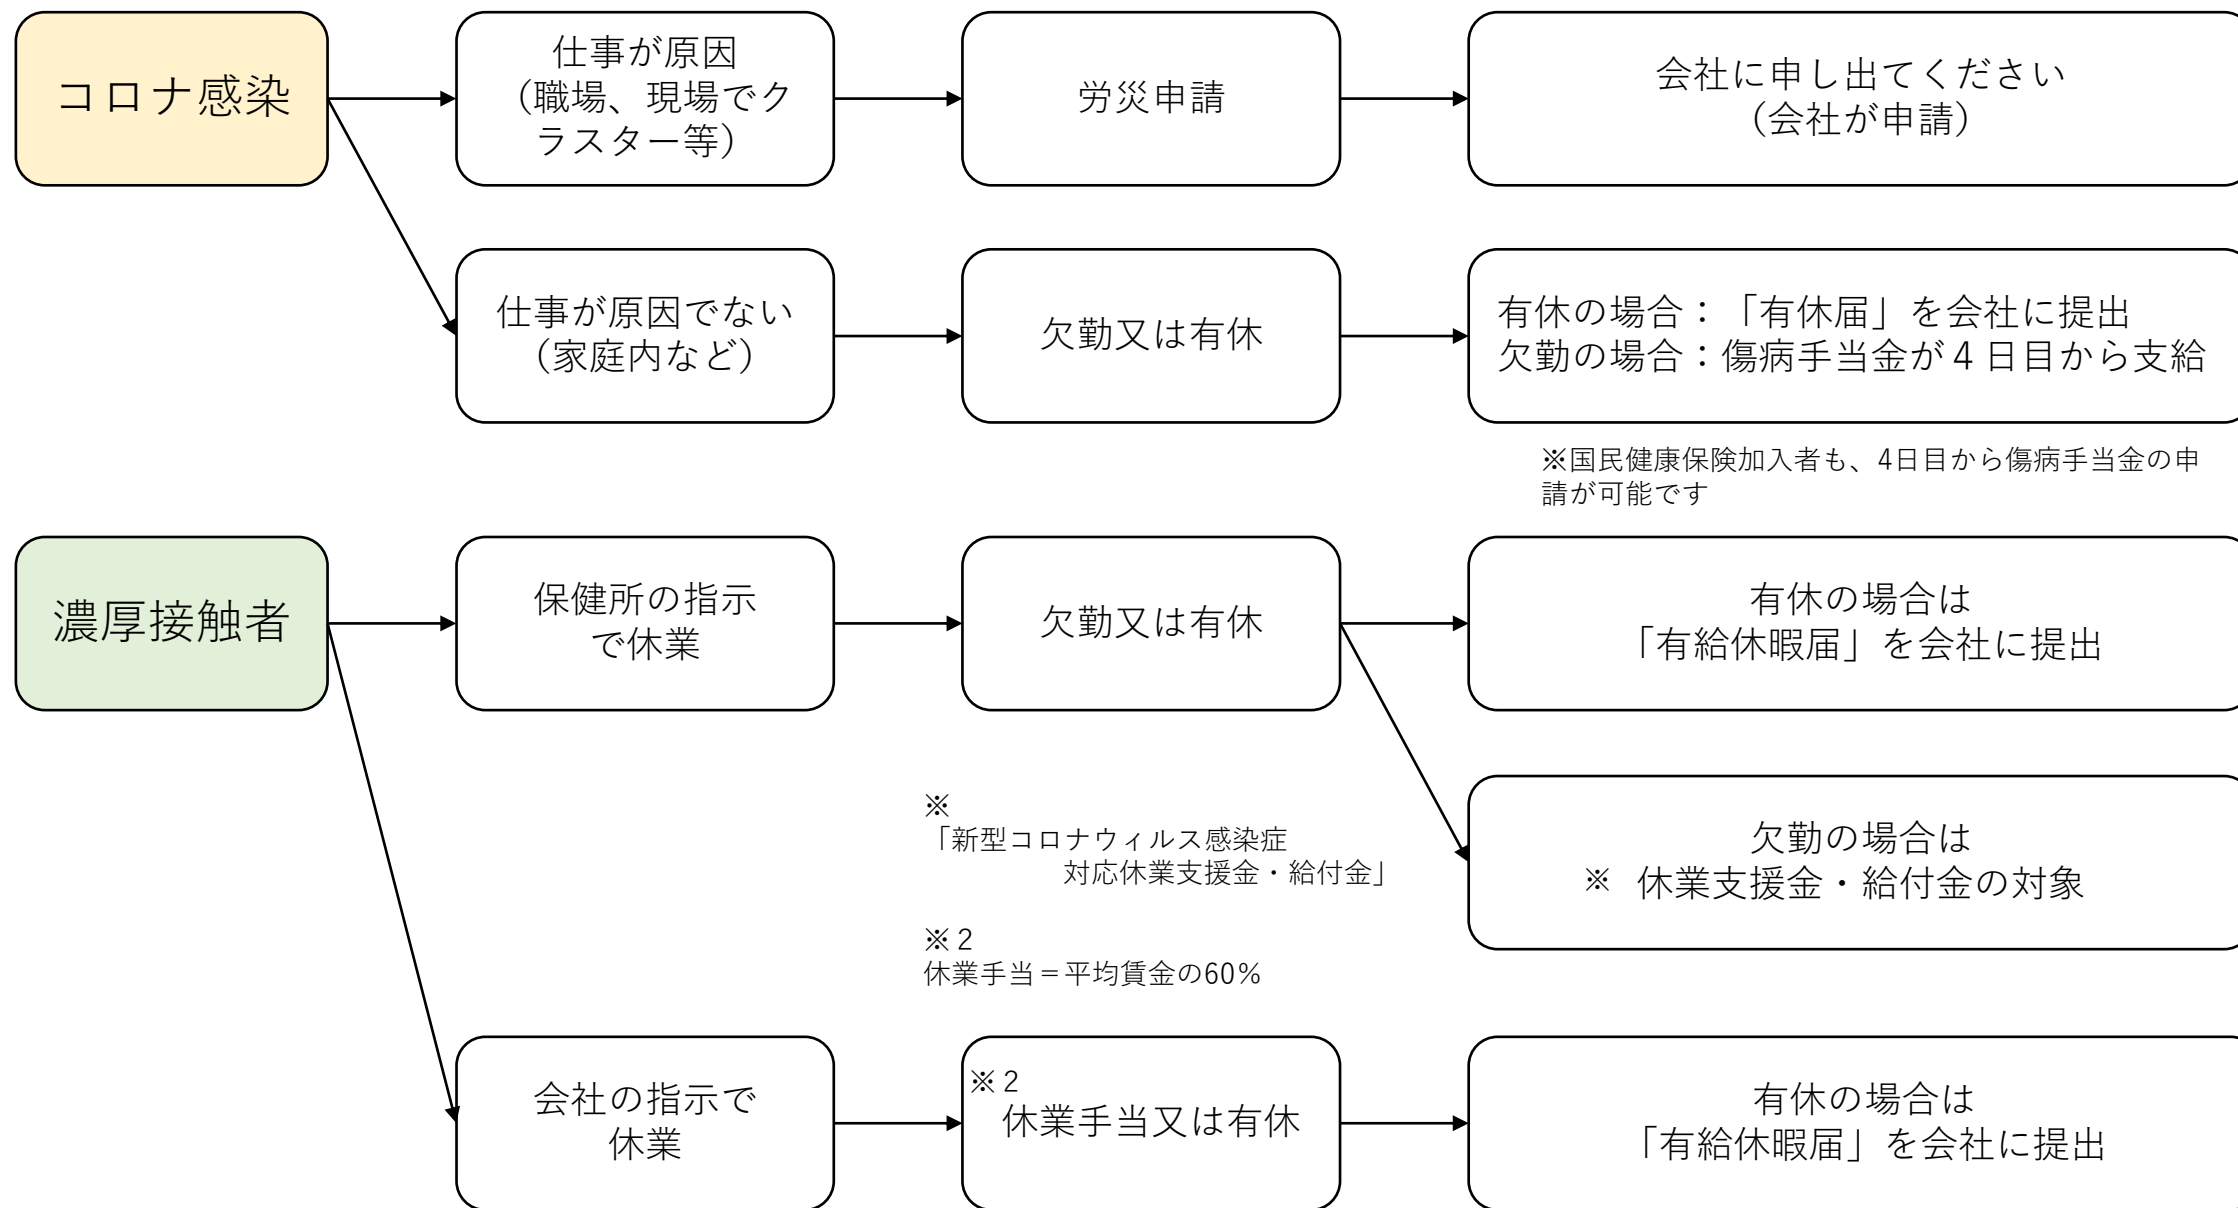 コロナ感染
仕事が原因
（職場、現場でク
ラスター等）
労災申請
会社に申し出てください
（会社が申請）
仕事が原因でない
（家庭内など）
欠勤又は有休
有休の場合：「有休届」を会社に提出
欠勤の場合：傷病手当金が４日目から支給
※国民健康保険加入者も、4日目から傷病手当金の申
請が可能です
濃厚接触者
保健所の指示
で休業
欠勤又は有休
有休の場合は
「有給休暇届」を会社に提出
※
「新型コロナウィルス感染症
対応休業支援金・給付金」
欠勤の場合は
※ 休業支援金・給付金の対象
※２
休業手当＝平均賃金の60%
会社の指示で
休業
※２
休業手当又は有休
有休の場合は
「有給休暇届」を会社に提出